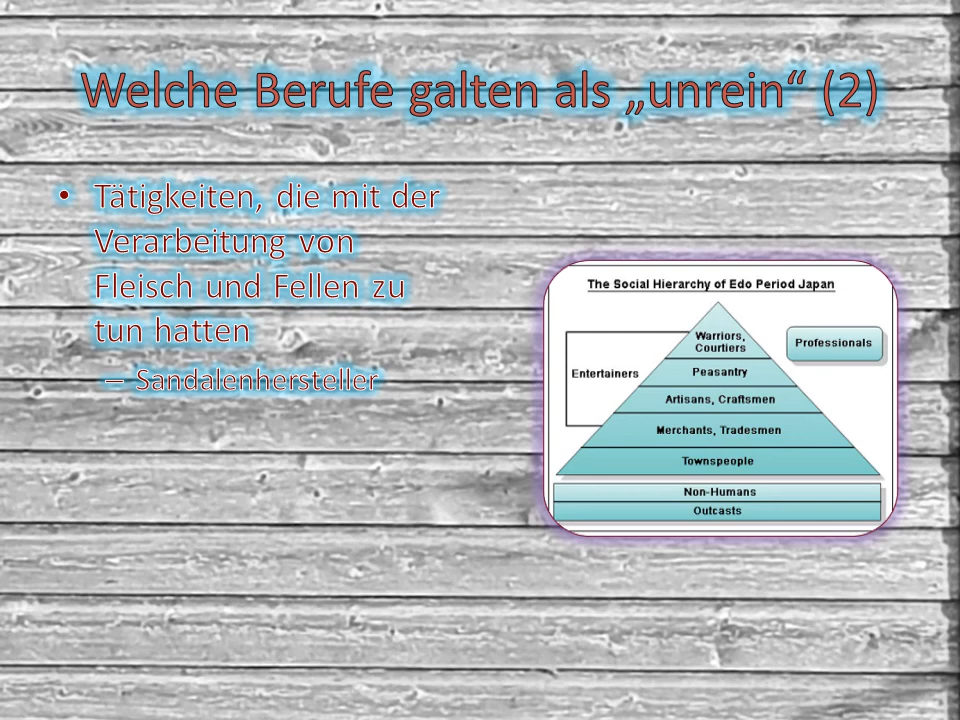 Welche Berufe galten als „unrein“ (2)
• Tätigkeiten, die mit der
Verarbeitung von
Fleisch und Fellen zu
tun hatten
– Sandalenhersteller
The Social Hierarchy of Edo Period Japan
Warriors,
Courtiers
Professionals
Entertainers
Peasantry
Artisans, Craftsmen
Merchants, Tradesmen
Townspeople
Non-Humans
Outcasts